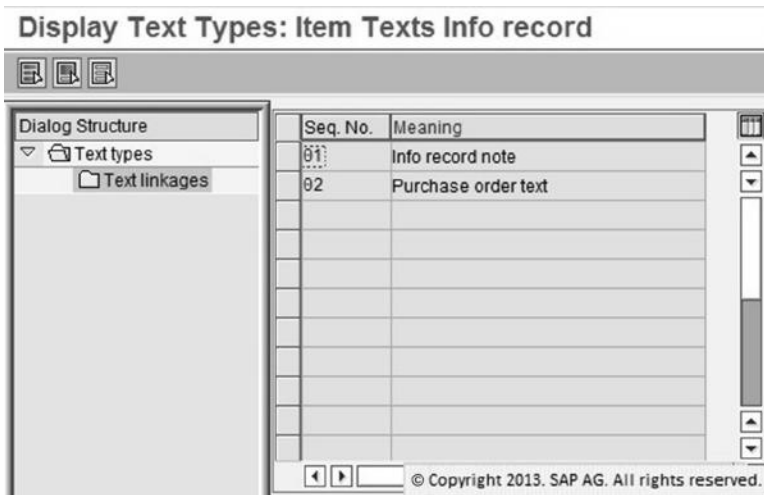 Display Text Types: Item Texts Info record
Dialog Structure
Text types
Text linkages
Seq. No. Meaning
01 Info record note
02 Purchase order text
© Copyright 2013. SAP AG. All rights reserved.